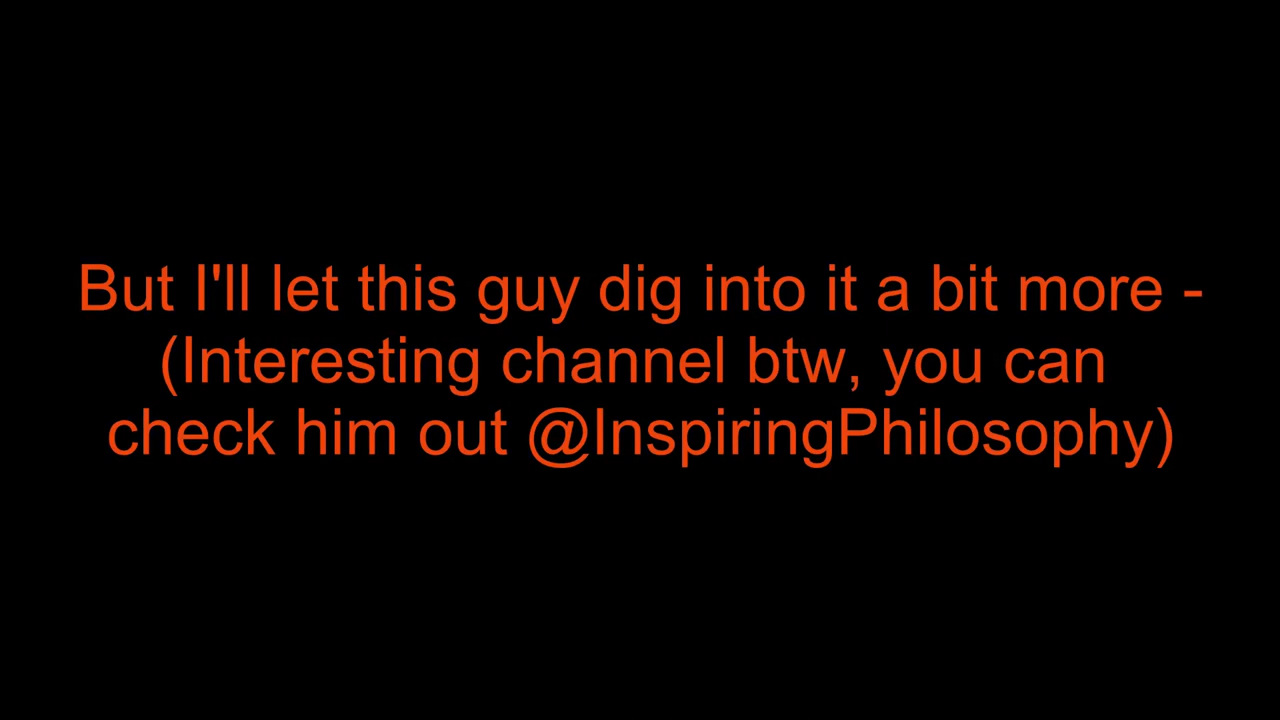 But I'll let this guy dig into it a bit more -
(Interesting channel btw, you can
check him out @InspiringPhilosophy)